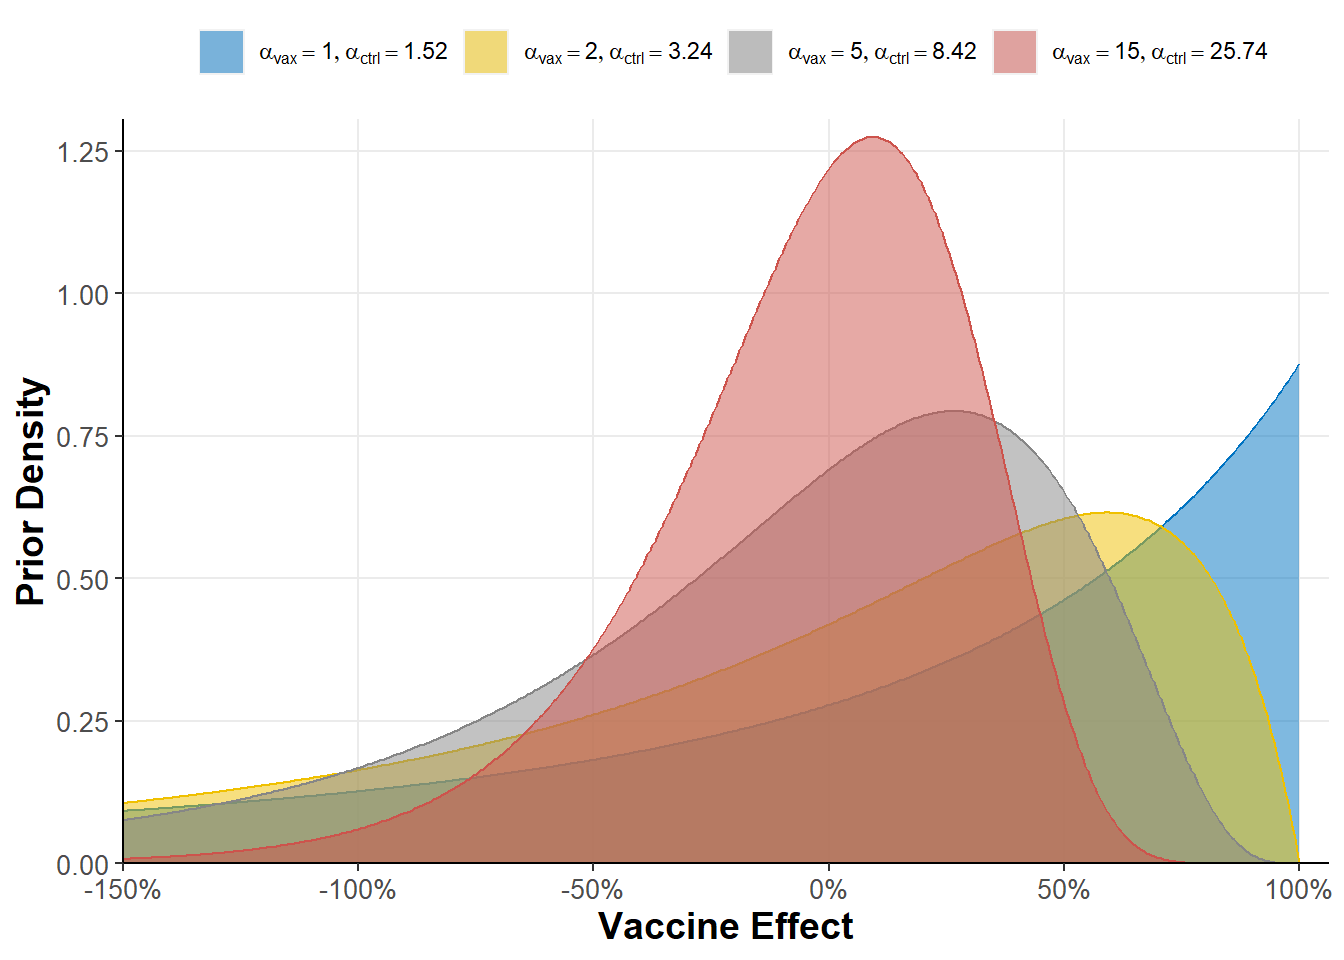 αvax = 1, αctrl = 1.52 αvax = 2, αctrl = 3.24 αvax = 5, αctrl = 8.42 αvax = 15, αctrl = 25.74
1.25
1.00
0.75
0.50
0.25
0.00
Prior Density
-150% -100% -50% 0% 50% 100%
Vaccine Effect